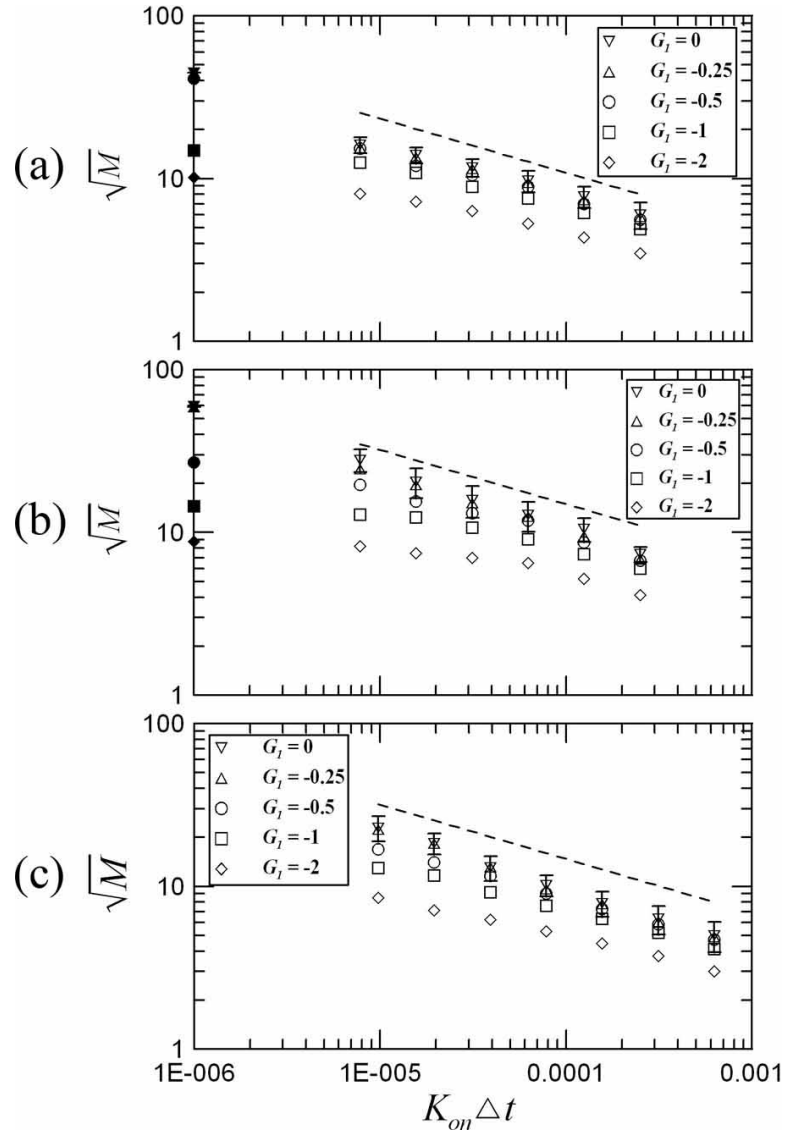 100
10
1
(a)
√M
G₁ = 0
G₁ = -0.25
G₁ = -0.5
G₁ = -1
G₁ = -2
100
10
1
(b)
√M
G₁ = 0
G₁ = -0.25
G₁ = -0.5
G₁ = -1
G₁ = -2
100
10
1
(c)
√M
G₁ = 0
G₁ = -0.25
G₁ = -0.5
G₁ = -1
G₁ = -2
1E-006 1E-005 0.0001 0.001
K_on △t